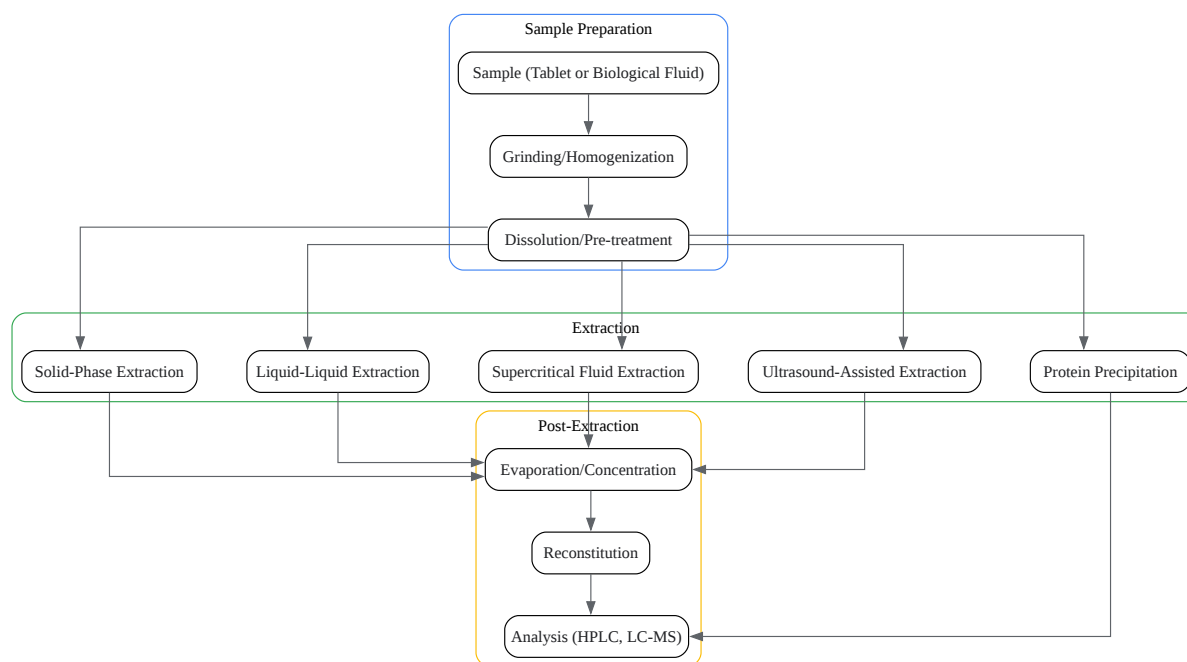 Sample Preparation
Sample (Tablet or Biological Fluid)
Grinding/Homogenization
Dissolution/Pre-treatment
Extraction
Solid-Phase Extraction
Liquid-Liquid Extraction
Supercritical Fluid Extraction
Ultrasound-Assisted Extraction
Protein Precipitation
Post-Extraction
Evaporation/Concentration
Reconstitution
Analysis (HPLC, LC-MS)